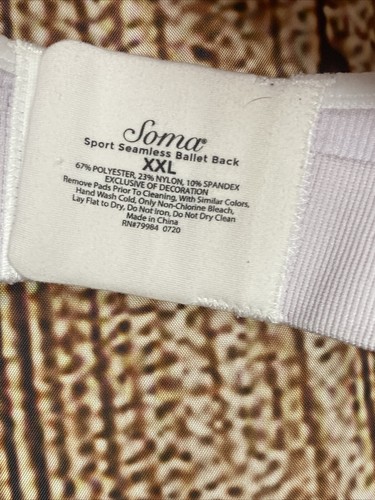 Soma®
Sport Seamless Ballet Back
XXL
67% POLYESTER, 23% NYLON, 10% SPANDEX
EXCLUSIVE OF DECORATION
Remove Pads Prior To Cleaning, With Similar Colors,
Hand Wash Cold, Only Non-Chlorine Bleach,
Lay Flat to Dry, Do Not Iron, Do Not Dry Clean
Made in China
RN#79984 0720